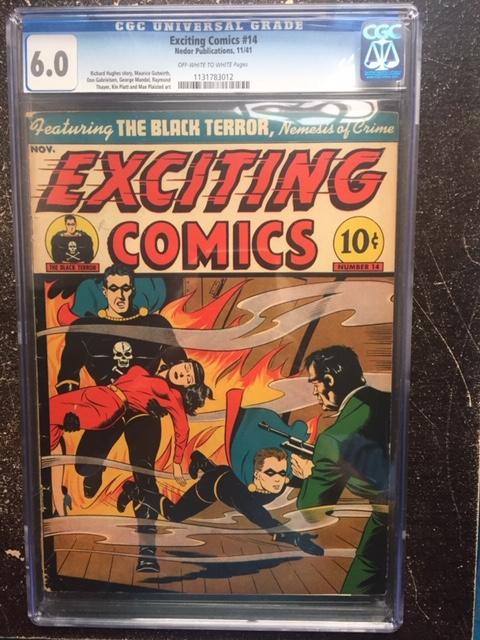 CGC UNIVERSAL GRADE
6.0
Exciting Comics #14
Nedor Publications, 11/41
OFF-WHITE TO WHITE Pages
Richard Hughes story, Maurice Gutwirth,
Don Gabrielsen, George Mandel, Raymond
Thayer, Kin Platt and Max Plaisted art
1131783012
CGC
Featuring THE BLACK TERROR, Nemesis of Crime
NOV.
EXCITING
COMICS
10¢
THE BLACK TERROR
NUMBER 14